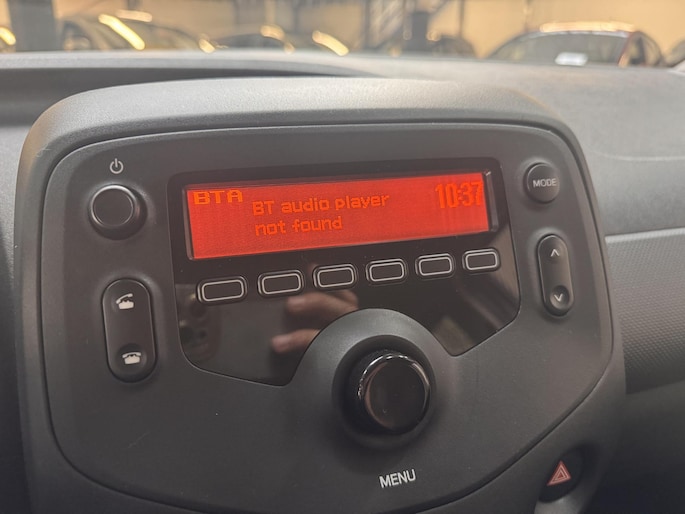 BTA
BT audio player
not found
10:37
MODE
MENU